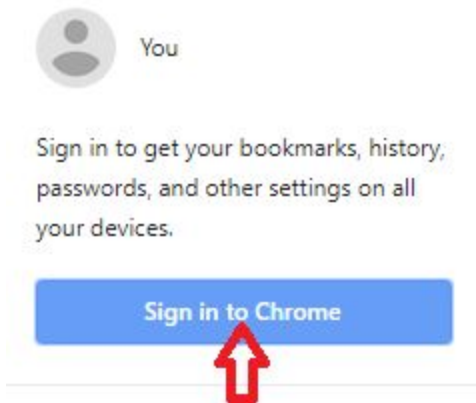 You
Sign in to get your bookmarks, history,
passwords, and other settings on all
your devices.
Sign in to Chrome